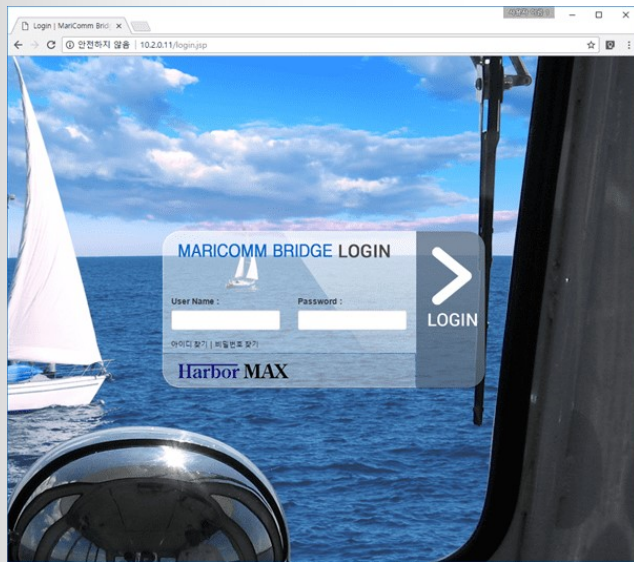 Login | MariComm Brid
안전하지 않음 | 10.2.0.11/login.jsp
MARICOMM BRIDGE LOGIN
User Name :
Password :
LOGIN
아이디 찾기 | 비밀번호 찾기
Harbor MAX